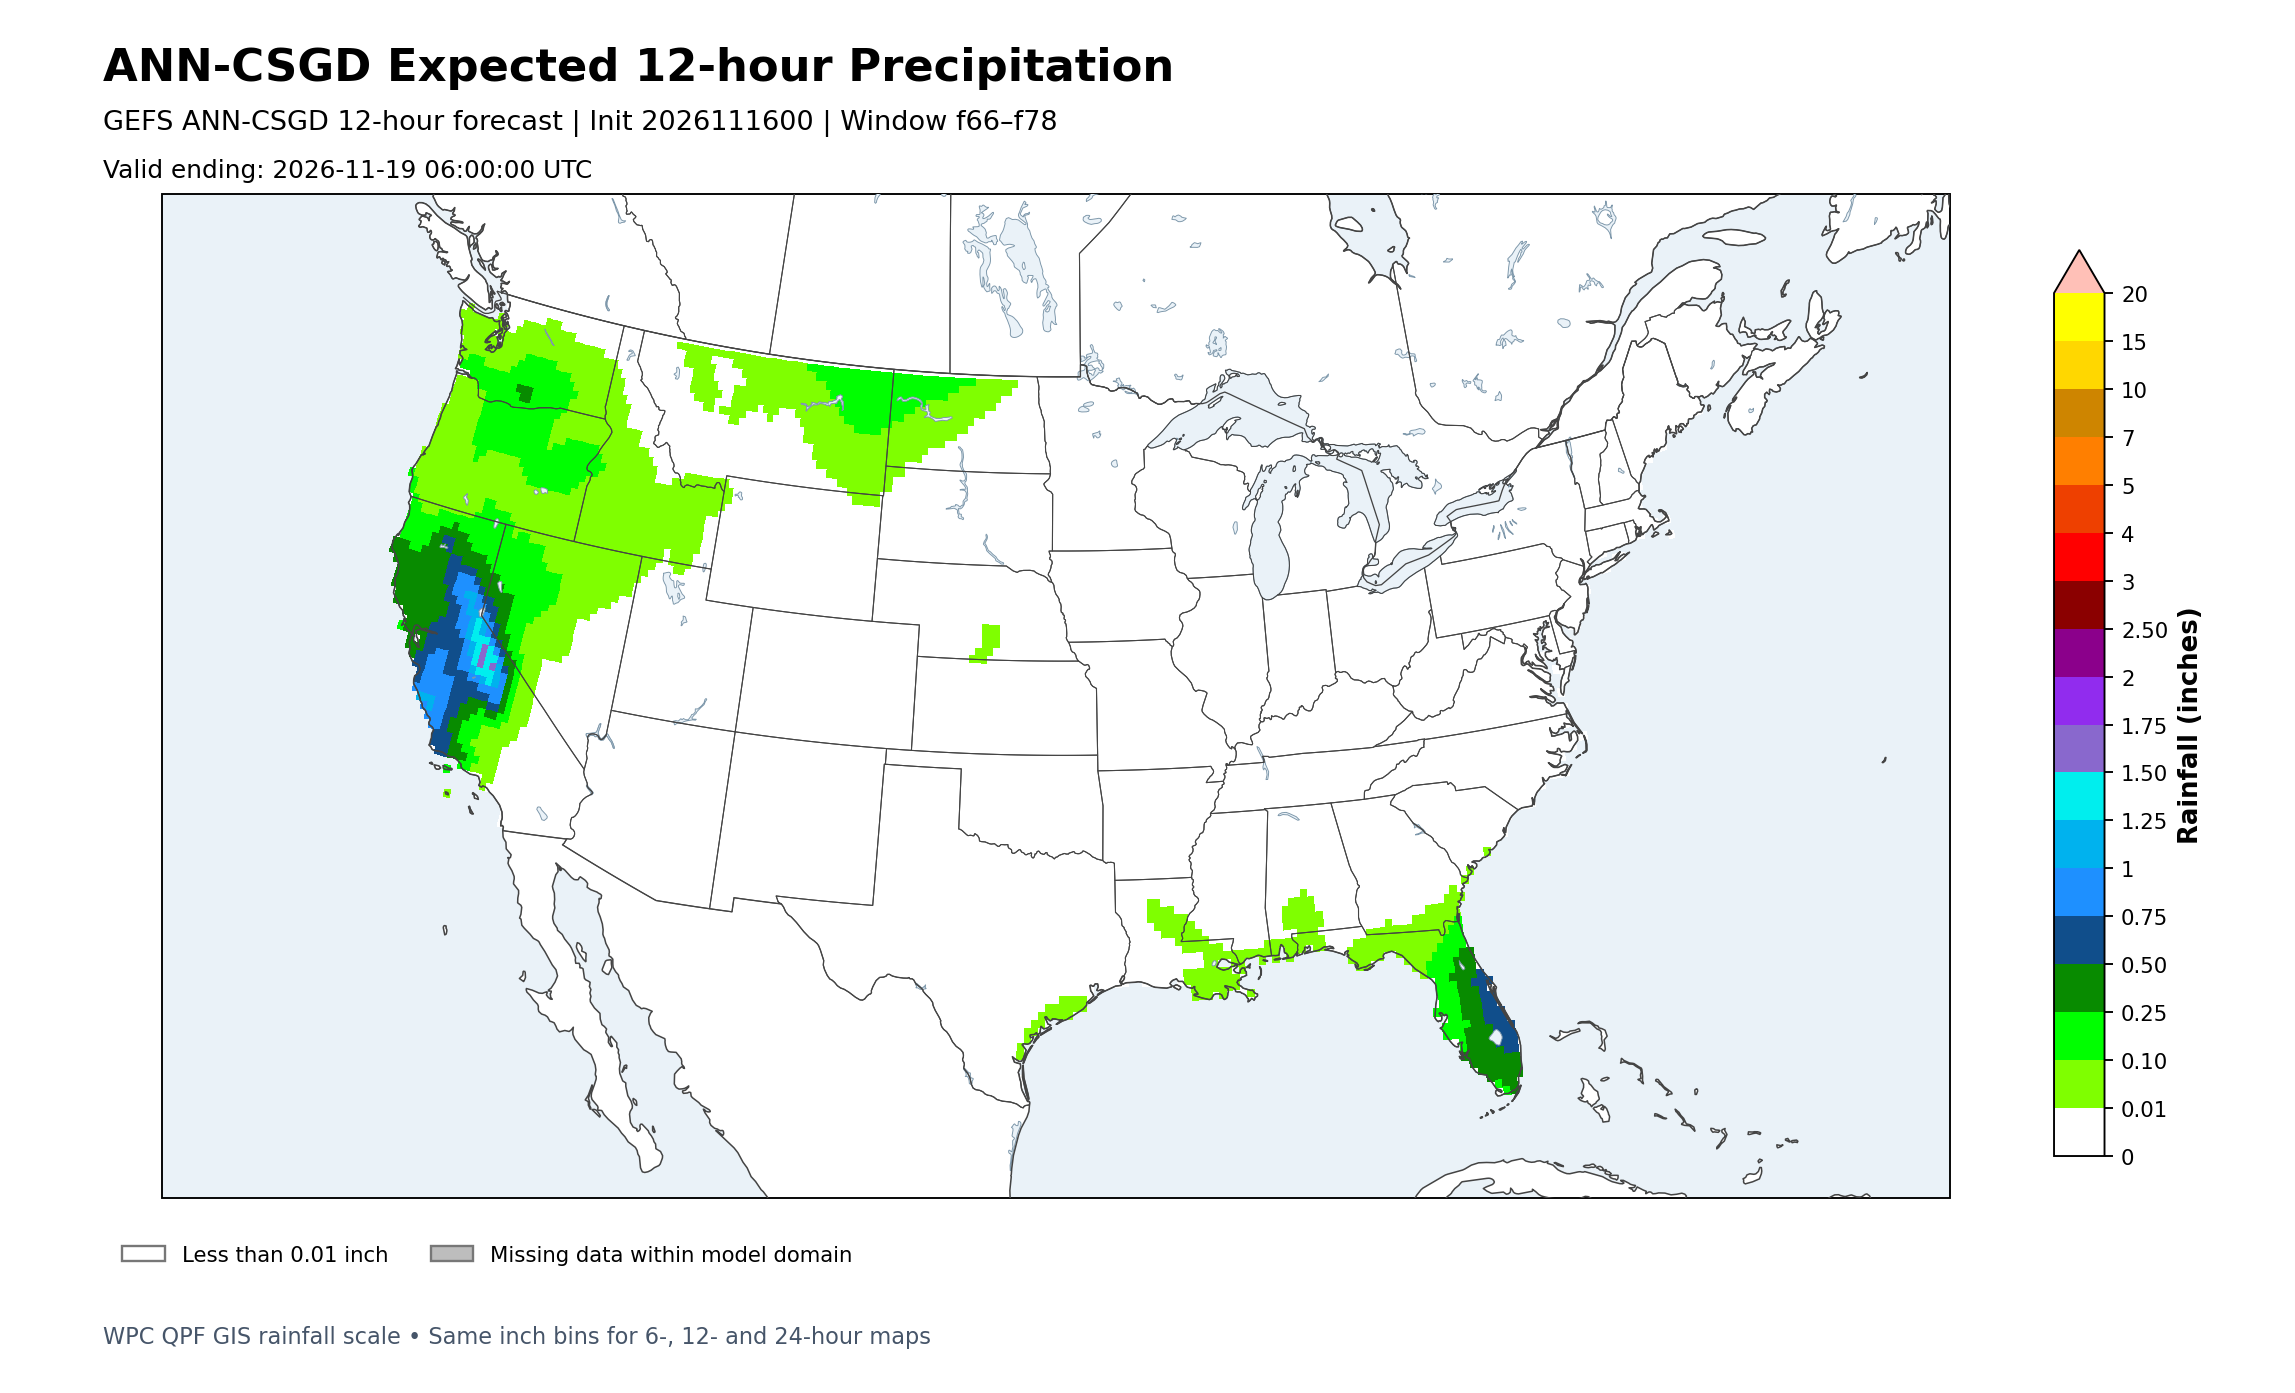 ANN-CSGD Expected 12-hour Precipitation
GEFS ANN-CSGD 12-hour forecast | Init 2026111600 | Window f66–f78
Valid ending: 2026-11-19 06:00:00 UTC
20
15
10
7
5
4
3
2.50
2
1.75
1.50
1.25
1
0.75
0.50
0.25
0.10
0.01
0
Rainfall (inches)
Less than 0.01 inch
Missing data within model domain
WPC QPF GIS rainfall scale • Same inch bins for 6-, 12- and 24-hour maps